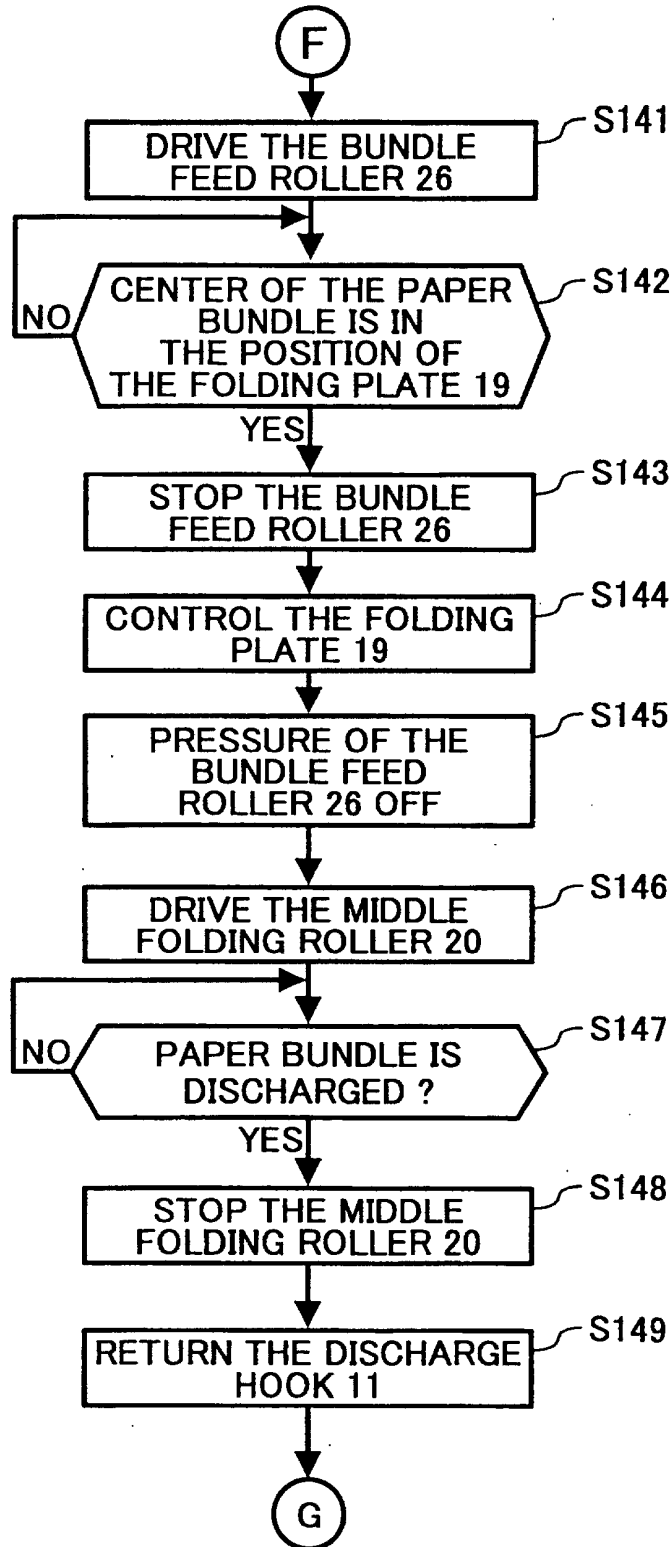 F
S141
DRIVE THE BUNDLE
FEED ROLLER 26
S142
CENTER OF THE PAPER
BUNDLE IS IN
THE POSITION OF
THE FOLDING PLATE 19
NO
YES
S143
STOP THE BUNDLE
FEED ROLLER 26
S144
CONTROL THE FOLDING
PLATE 19
S145
PRESSURE OF THE
BUNDLE FEED
ROLLER 26 OFF
S146
DRIVE THE MIDDLE
FOLDING ROLLER 20
S147
PAPER BUNDLE IS
DISCHARGED ?
NO
YES
S148
STOP THE MIDDLE
FOLDING ROLLER 20
S149
RETURN THE DISCHARGE
HOOK 11
G